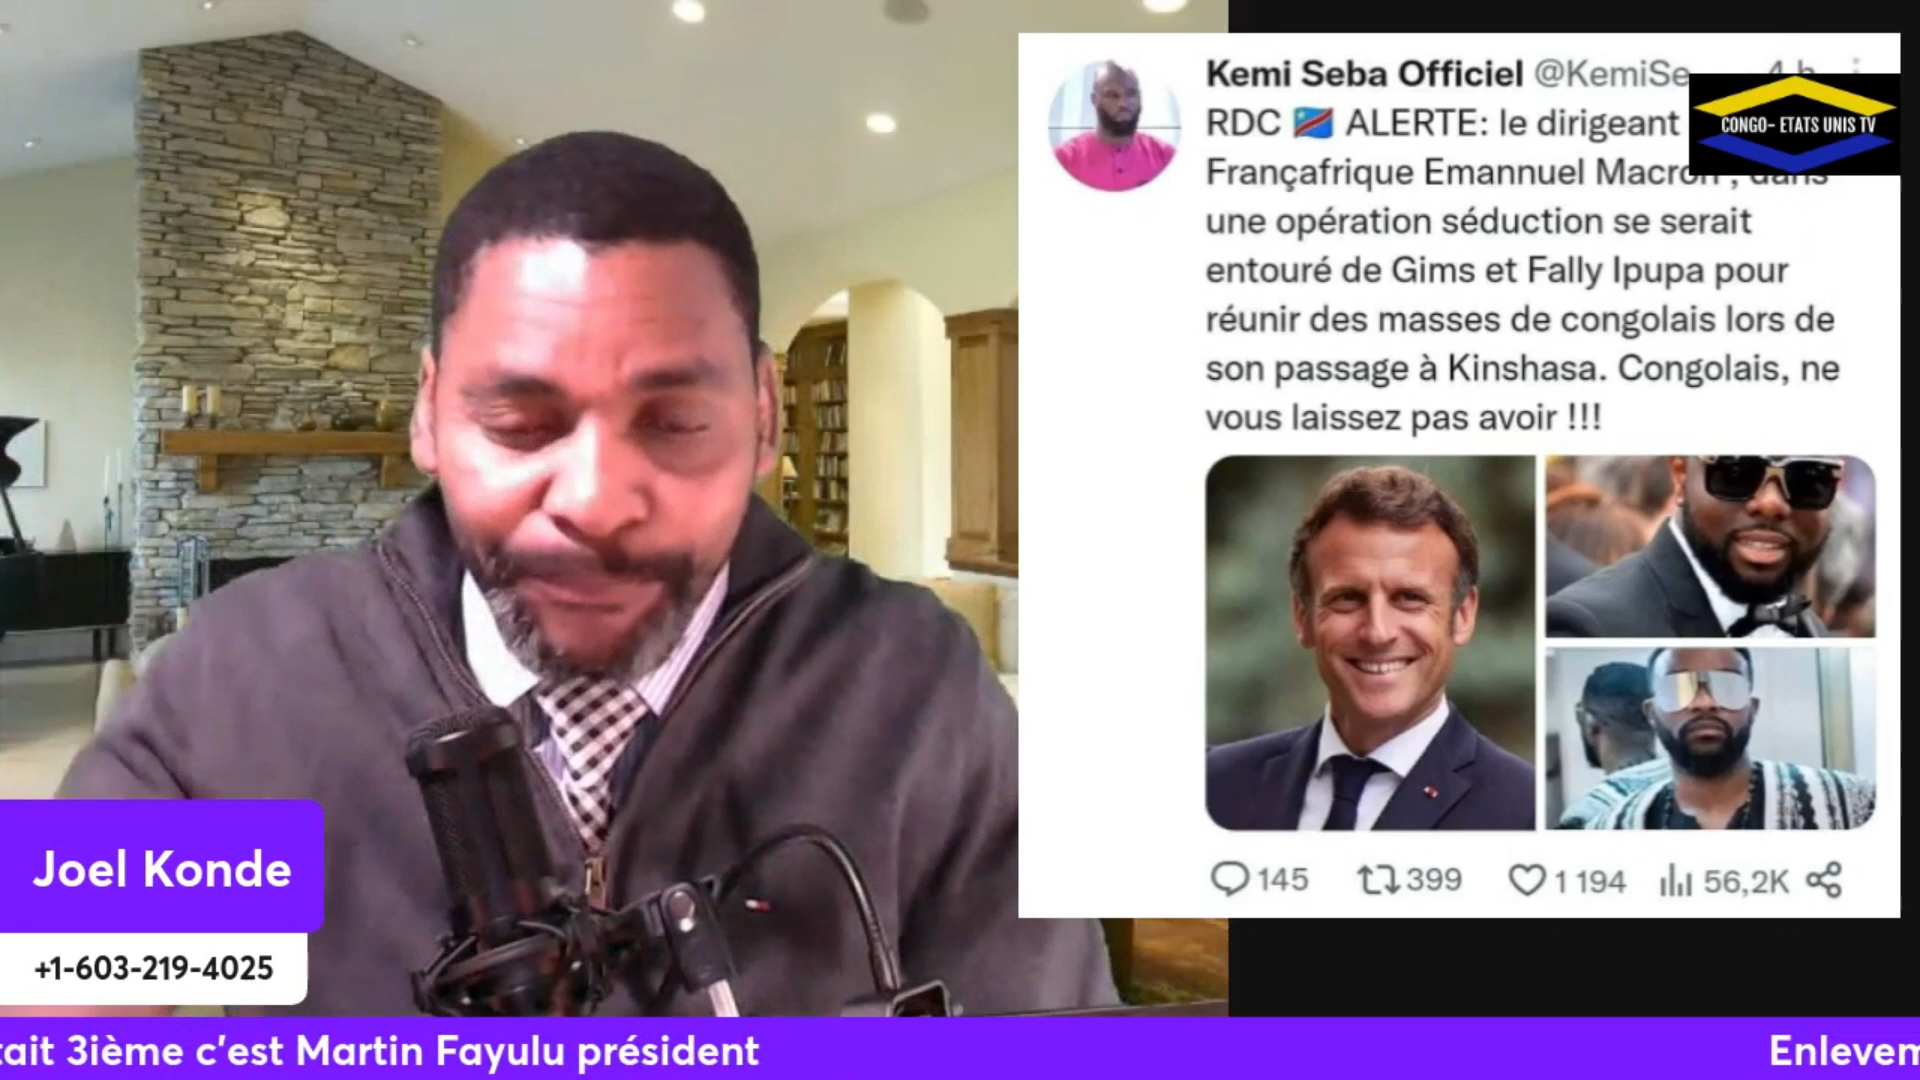 Kemi Seba Officiel @KemiSe
4 h
RDC 🇨🇩 ALERTE: le dirigeant
CONGO- ETATS UNIS TV
Françafrique Emannuel Macron , dans
une opération séduction se serait
entouré de Gims et Fally Ipupa pour
réunir des masses de congolais lors de
son passage à Kinshasa. Congolais, ne
vous laissez pas avoir !!!
145 399 1 194 56,2K
Joel Konde
+1-603-219-4025
tait 3ième c'est Martin Fayulu président
Enlevem